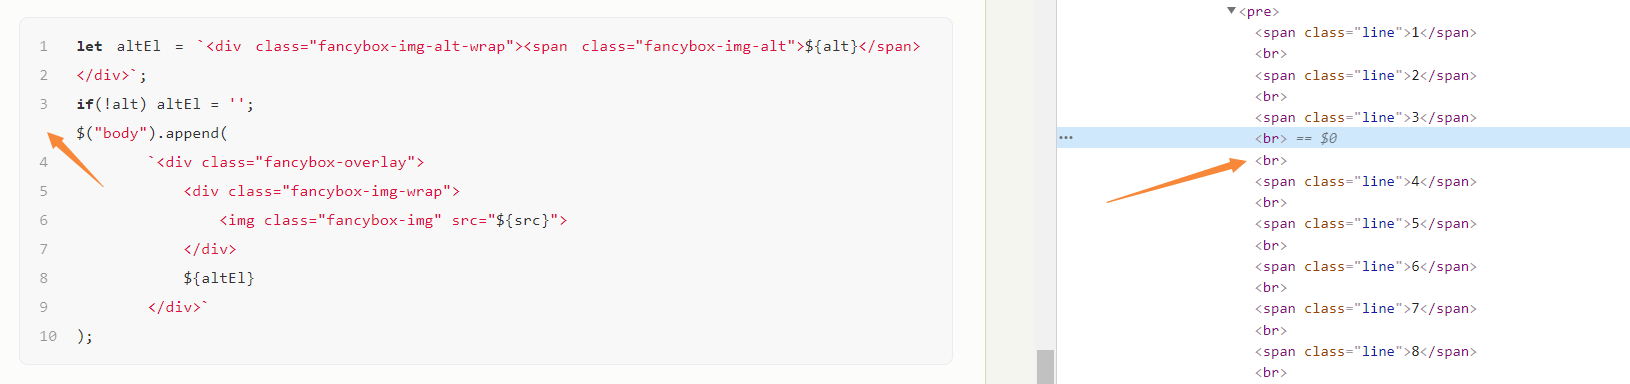 1 let altEl = `<div class="fancybox-img-alt-wrap"><span class="fancybox-img-alt">${alt}</span>
2 </div>`;
3 if(!alt) altEl = '';
$("body").append(
4 `<div class="fancybox-overlay">
5 <div class="fancybox-img-wrap">
6 <img class="fancybox-img" src="${src}">
7 </div>
8 ${altEl}
9 </div>`
10 );
▼<pre>
<span class="line">1</span>
<br>
<span class="line">2</span>
<br>
<span class="line">3</span>
... <br> == $0
<br>
<span class="line">4</span>
<br>
<span class="line">5</span>
<br>
<span class="line">6</span>
<br>
<span class="line">7</span>
<br>
<span class="line">8</span>
<br>